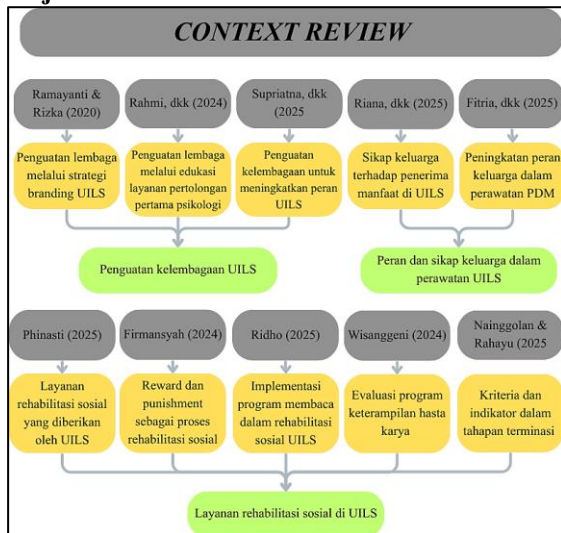 CONTEXT REVIEW
Ramayanti &
Rizka (2020)
Rahmi, dkk (2024)
Supriatna, dkk
(2025
Riana, dkk (2025)
Fitria, dkk (2025)
Penguatan lembaga
melalui strategi
branding UILS
Penguatan lembaga
melalui edukasi
layanan pertolongan
pertama psikologi
Penguatan
kelembagaan untuk
meningkatkan peran
UILS
Sikap keluarga
terhadap penerima
manfaat di UILS
Peningkatan peran
keluarga dalam
perawatan PDM
Penguatan kelembagaan UILS
Peran dan sikap keluarga dalam
perawatan UILS
Phinasti (2025)
Firmansyah (2024)
Ridho (2025)
Wisanggeni (2024)
Nainggolan &
Rahayu (2025
Layanan
rehabilitasi sosial
yang diberikan
oleh UILS
Reward dan
punishment
sebagai proses
rehabilitasi sosial
Implementasi
program membaca
dalam rehabilitasi
sosial UILS
Evaluasi program
keterampilan hasta
karya
Kriteria dan
indikator dalam
tahapan terminasi
Layanan rehabilitasi sosial di UILS